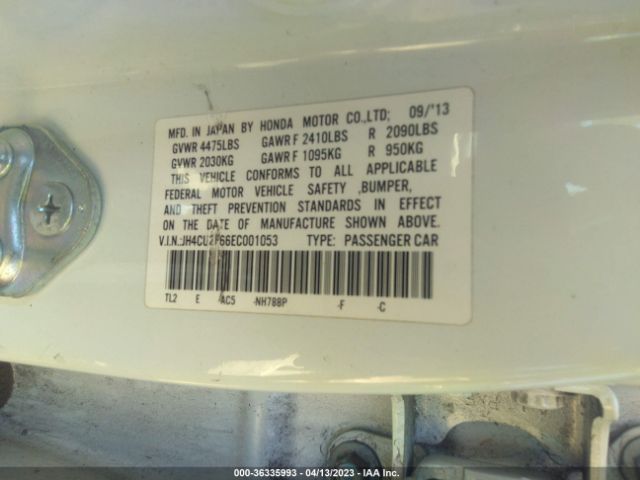 MFD. IN JAPAN BY HONDA MOTOR CO.,LTD; 09/'13
GVWR 4475LBS GAWR F 2410LBS R 2090LBS
GVWR 2030KG GAWR F 1095KG R 950KG
THIS VEHICLE CONFORMS TO ALL APPLICABLE
FEDERAL MOTOR VEHICLE SAFETY ,BUMPER,
AND THEFT PREVENTION STANDARDS IN EFFECT
ON THE DATE OF MANUFACTURE SHOWN ABOVE.
V.I.N.:JH4CU2F66EC001053 TYPE: PASSENGER CAR
TL2 E AC5 -NH788P -F -C
000-36335993 - 04/13/2023 - IAA Inc.